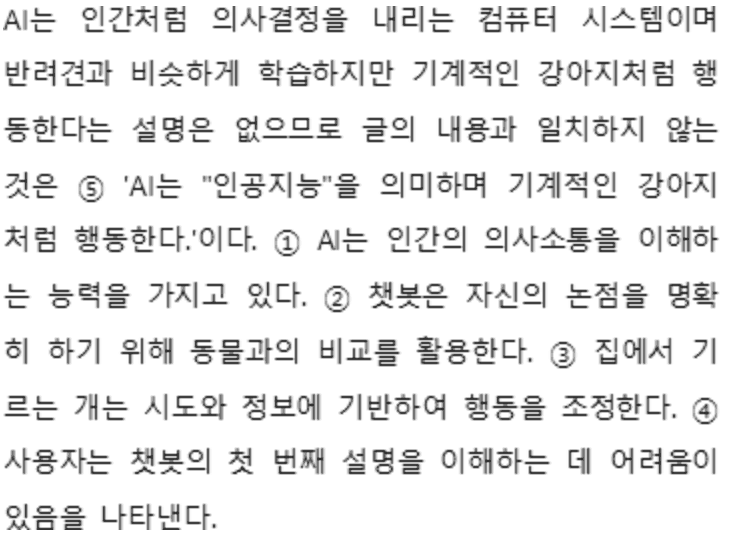 AI는 인간처럼 의사결정을 내리는 컴퓨터 시스템이며
반려견과 비슷하게 학습하지만 기계적인 강아지처럼 행
동한다는 설명은 없으므로 글의 내용과 일치하지 않는
것은 ⑤ 'AI는 "인공지능"을 의미하며 기계적인 강아지
처럼 행동한다.'이다. ① AI는 인간의 의사소통을 이해하
는 능력을 가지고 있다. ② 챗봇은 자신의 논점을 명확
히 하기 위해 동물과의 비교를 활용한다. ③ 집에서 기
르는 개는 시도와 정보에 기반하여 행동을 조정한다. ④
사용자는 챗봇의 첫 번째 설명을 이해하는 데 어려움이
있음을 나타낸다.